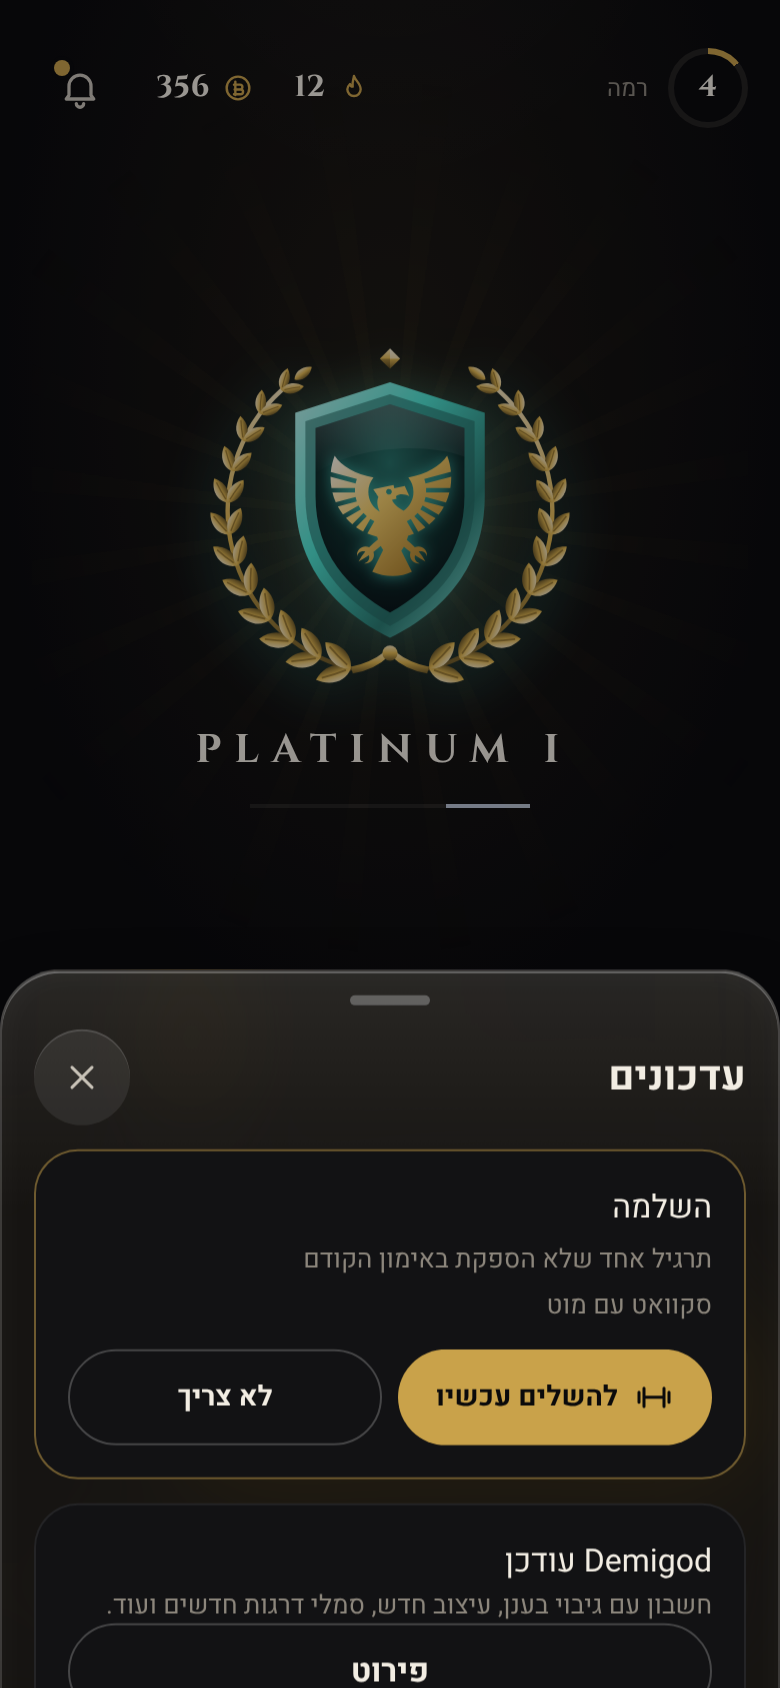 4
רמה
12
356
PLATINUM I
עדכונים
השלמה
תרגיל אחד שלא הספקת באימון הקודם
סקוואט עם מוט
להשלים עכשיו
לא צריך
Demigod עודכן
חשבון עם גיבוי בענן, עיצוב חדש, סמלי דרגות חדשים ועוד.
פירוט